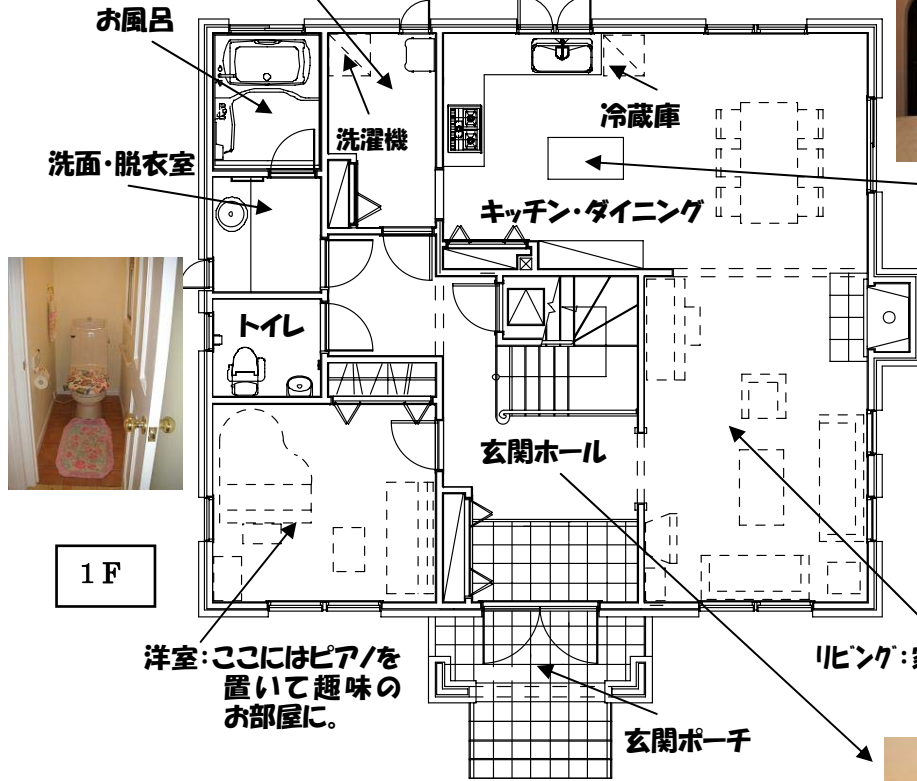 お風呂
洗濯機
冷蔵庫
洗面・脱衣室
キッチン・ダイニング
トイレ
玄関ホール
1F
洋室:ここにはピアノを
置いて趣味の
お部屋に。
リビング:
玄関ポーチ